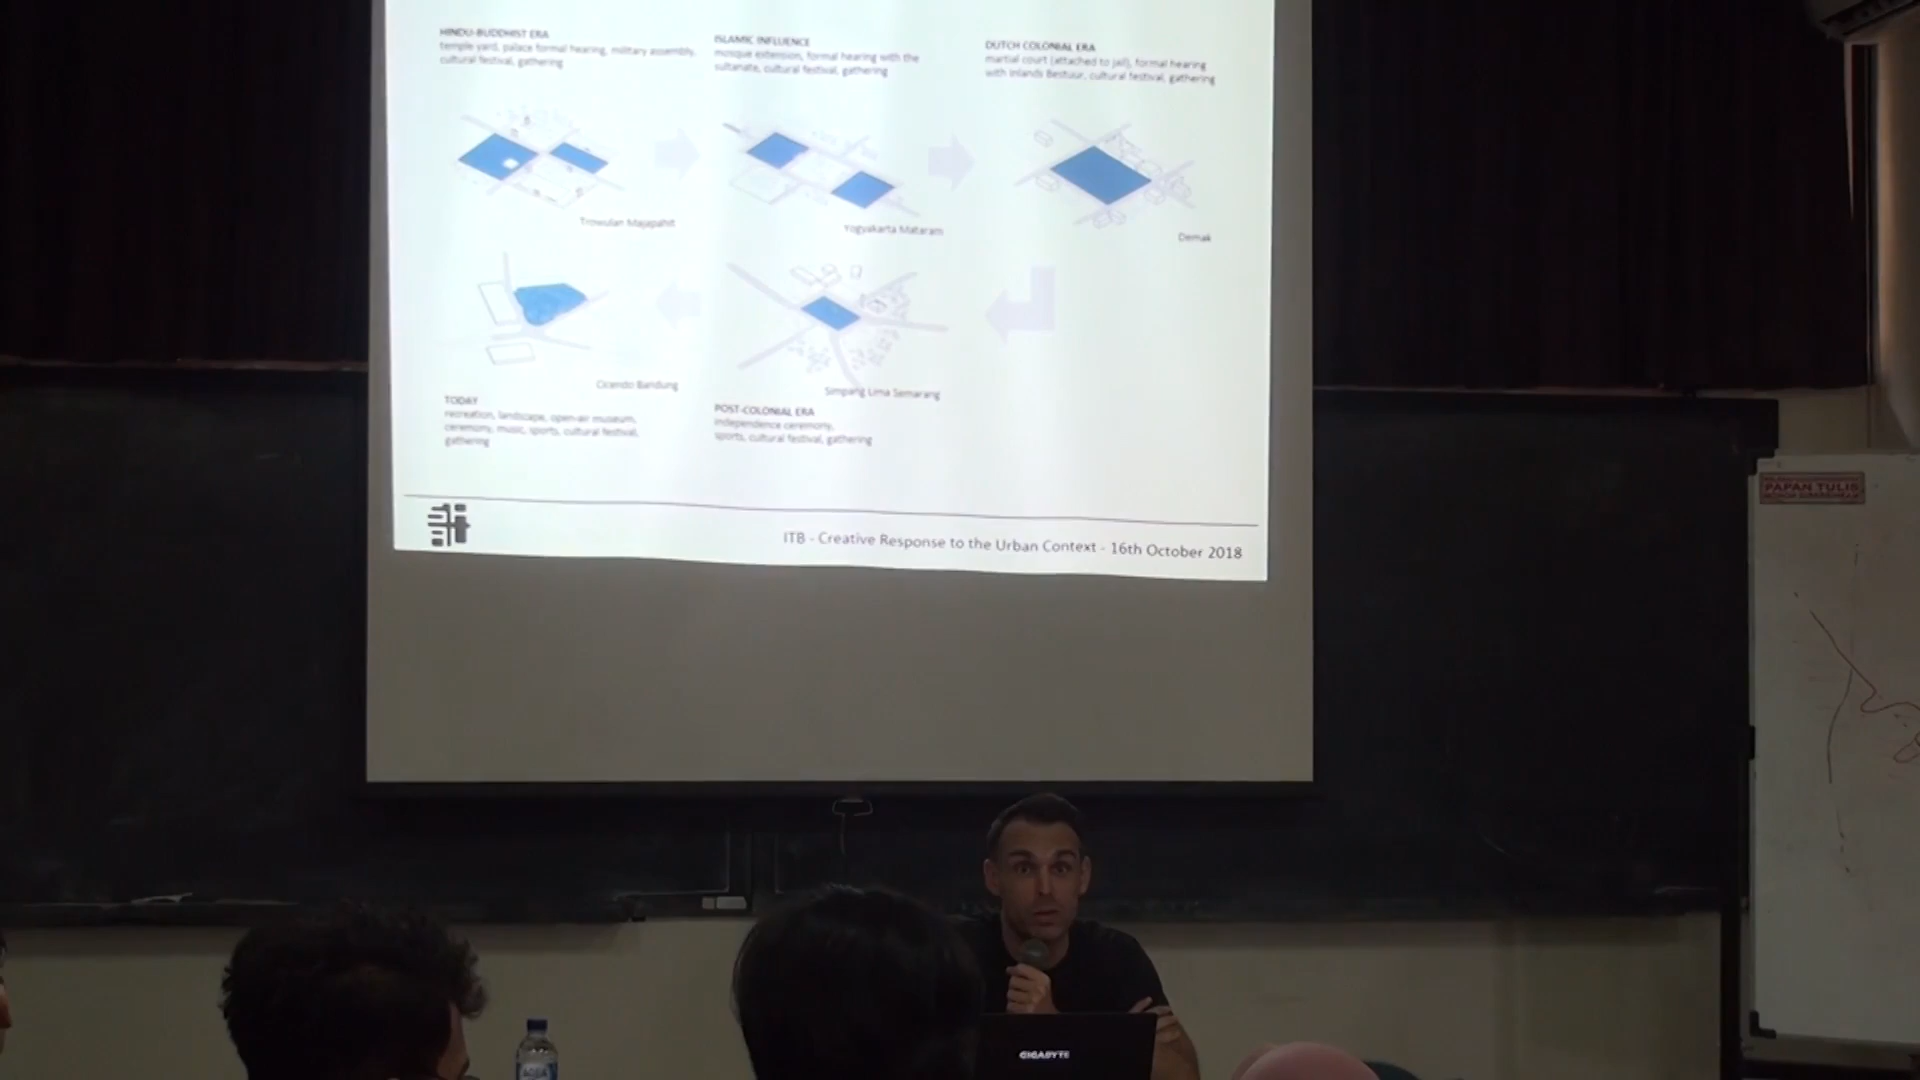 HINDU-BUDDHIST ERA
temple yard, palace formal hearing, military assembly,
cultural festival, gathering
ISLAMIC INFLUENCE
mosque extension, formal hearing with the
sultanate, cultural festival, gathering
DUTCH COLONIAL ERA
martial court (attached to jail), formal hearing
with Inlands Bestuur, cultural festival, gathering
Trowulan Majapahit
Yogyakarta Mataram
Demak
Cicendo Bandung
Simpang Lima Semarang
TODAY
recreation, landscape, open-air museum,
ceremony, music, sports, cultural festival,
gathering
POST-COLONIAL ERA
independence ceremony,
sports, cultural festival, gathering
ITB - Creative Response to the Urban Context - 16th October 2018
PAPAN TULIS
GIGABYTE
AQUA